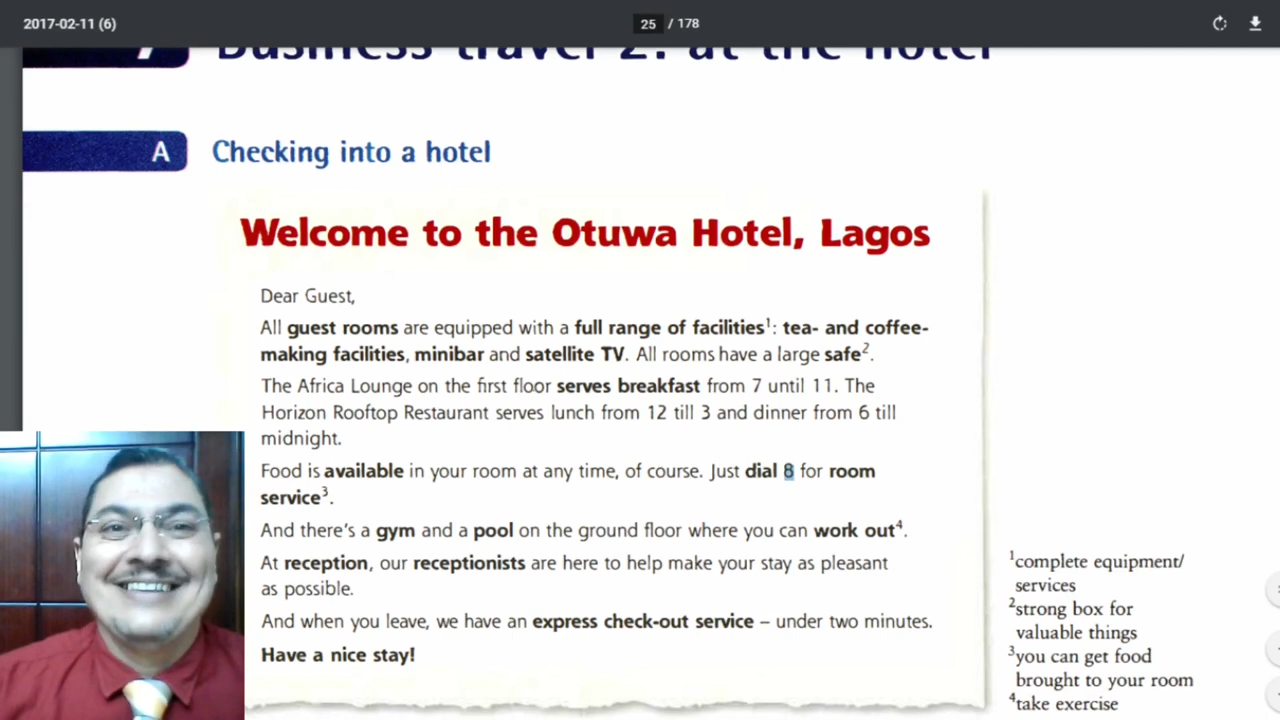 2017-02-11 (6)
25 / 178
7 Business travel 2: at the hotel
A Checking into a hotel
Welcome to the Otuwa Hotel, Lagos
Dear Guest,
All guest rooms are equipped with a full range of facilities¹: tea- and coffee-
making facilities, minibar and satellite TV. All rooms have a large safe².
The Africa Lounge on the first floor serves breakfast from 7 until 11. The
Horizon Rooftop Restaurant serves lunch from 12 till 3 and dinner from 6 till
midnight.
Food is available in your room at any time, of course. Just dial 8 for room
service³.
And there's a gym and a pool on the ground floor where you can work out⁴.
At reception, our receptionists are here to help make your stay as pleasant
as possible.
And when you leave, we have an express check-out service – under two minutes.
Have a nice stay!
¹complete equipment/
services
²strong box for
valuable things
³you can get food
brought to your room
⁴take exercise